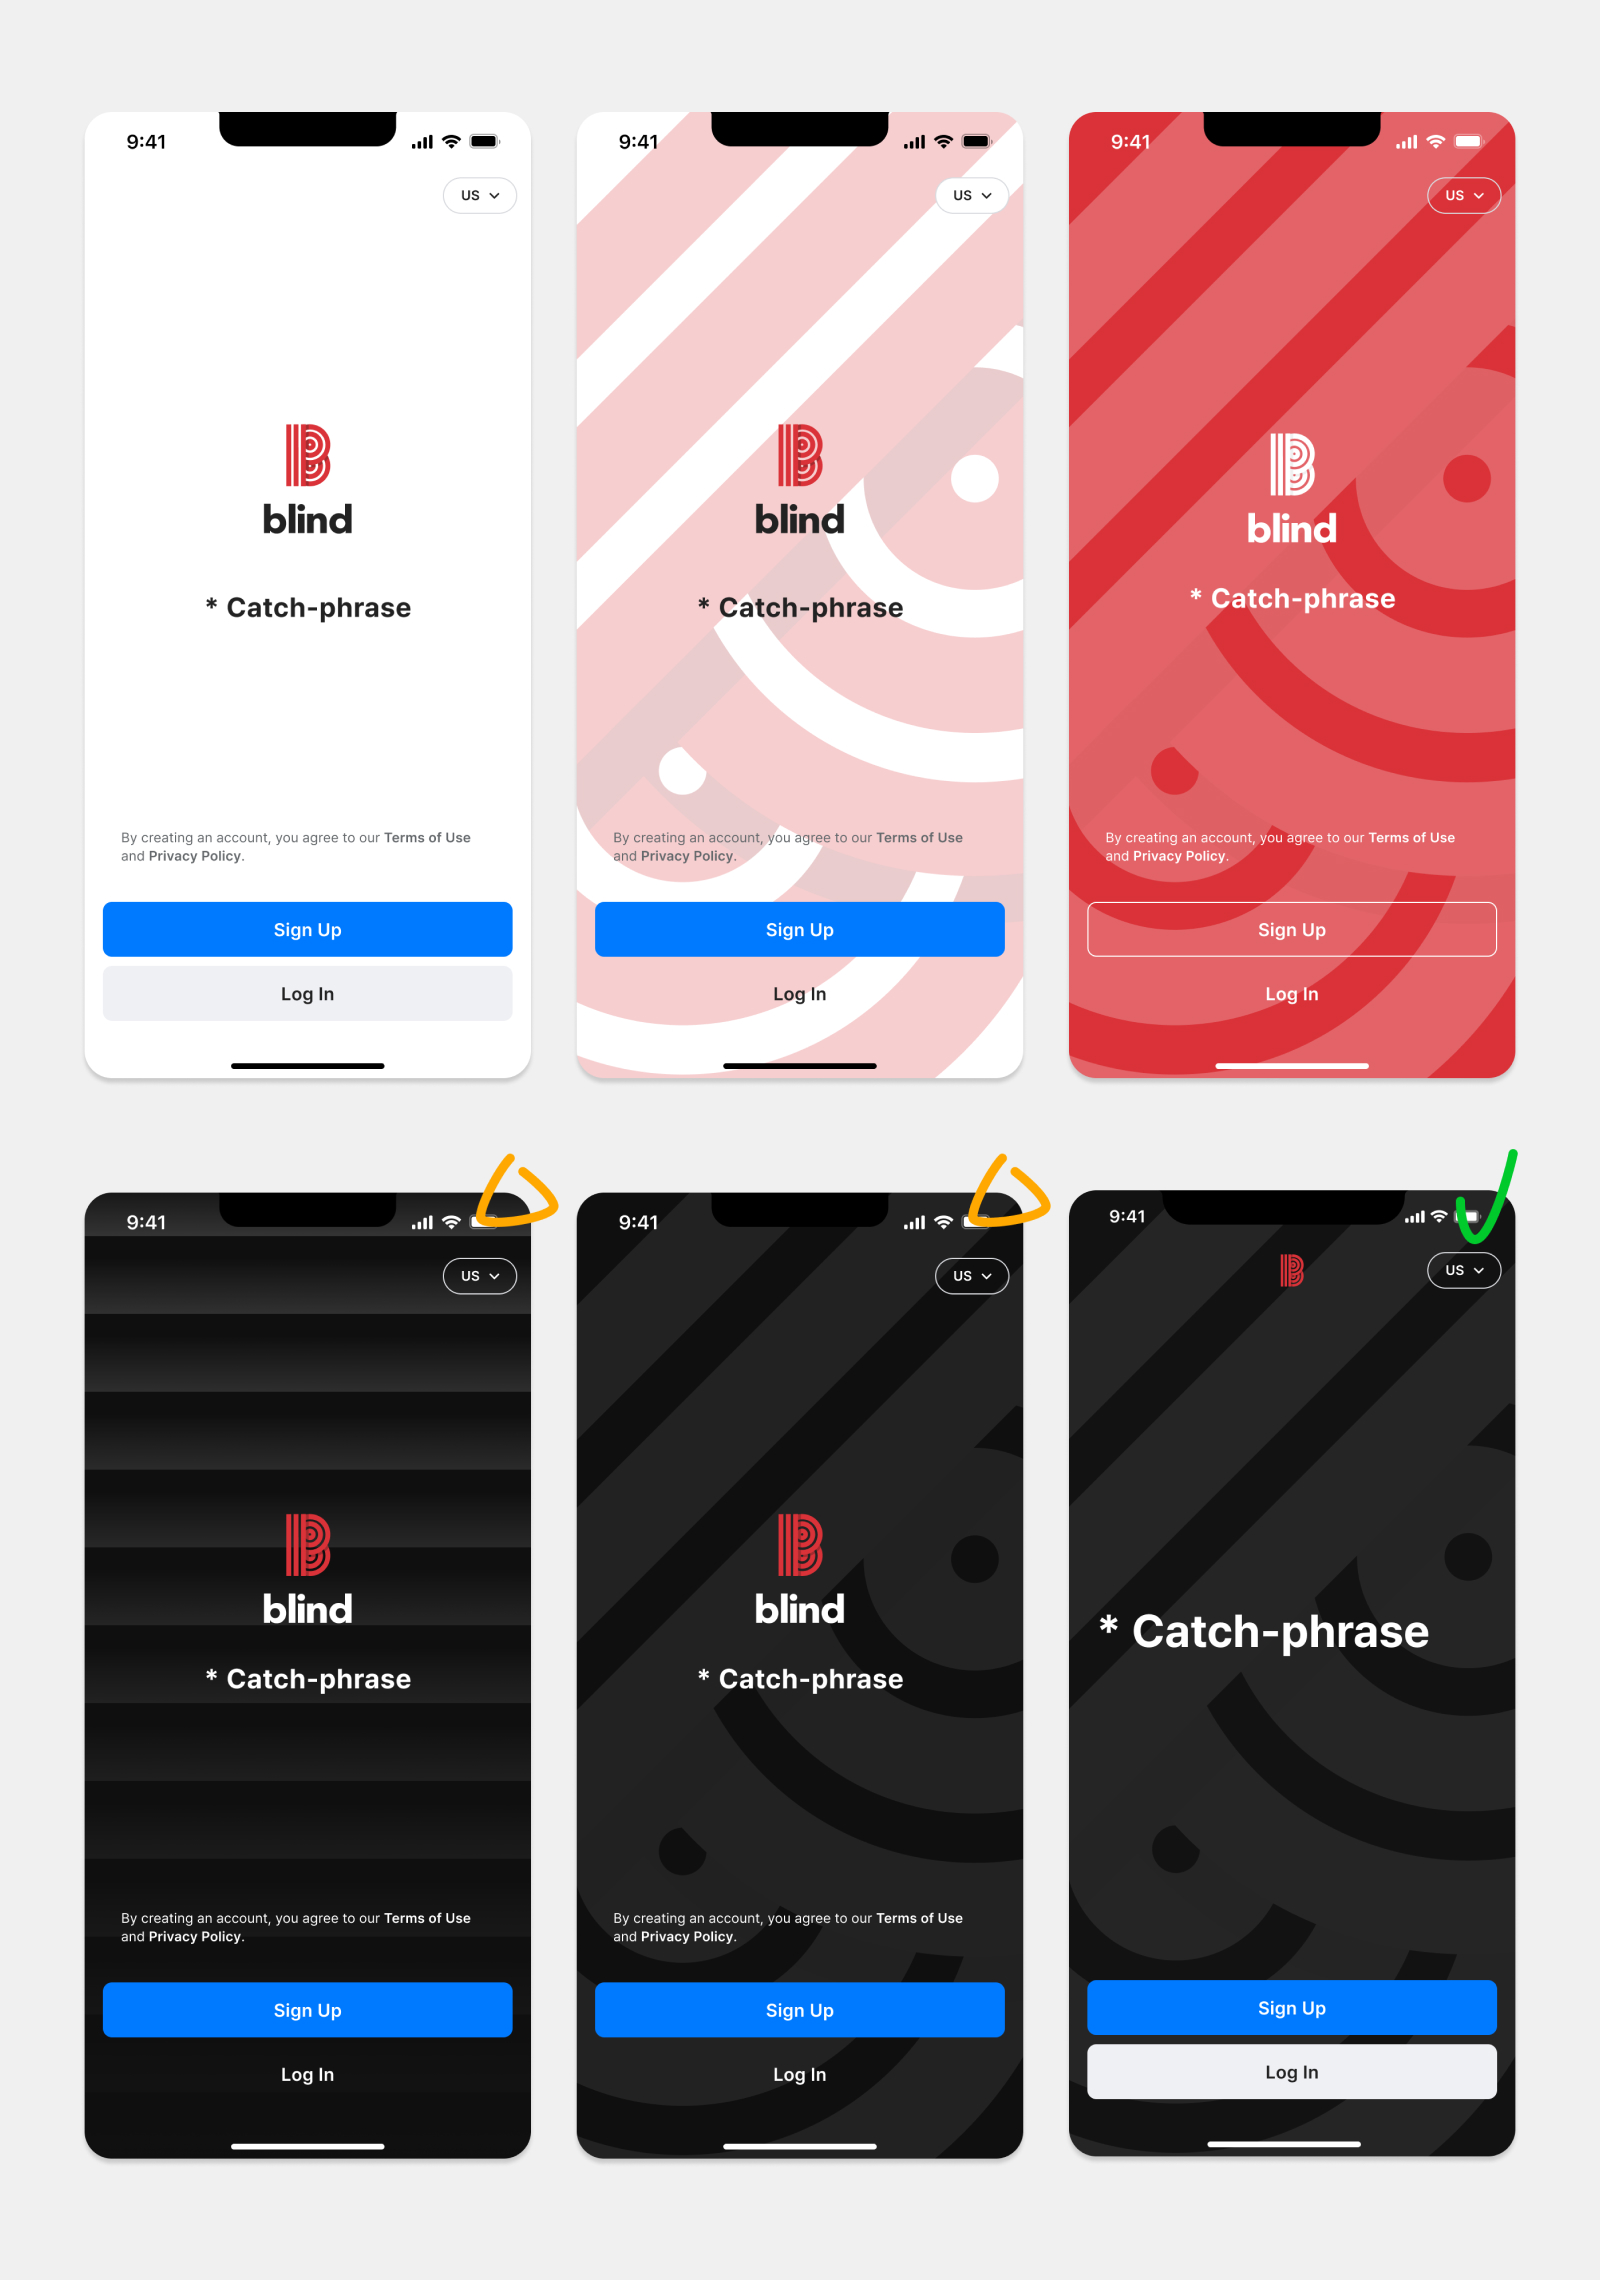 9:41
US
blind
* Catch-phrase
By creating an account, you agree to our Terms of Use
and Privacy Policy.
Sign Up
Log In
9:41
US
blind
* Catch-phrase
By creating an account, you agree to our Terms of Use
and Privacy Policy.
Sign Up
Log In
9:41
US
blind
* Catch-phrase
By creating an account, you agree to our Terms of Use
and Privacy Policy.
Sign Up
Log In
9:41
US
blind
* Catch-phrase
By creating an account, you agree to our Terms of Use
and Privacy Policy.
Sign Up
Log In
9:41
US
blind
* Catch-phrase
By creating an account, you agree to our Terms of Use
and Privacy Policy.
Sign Up
Log In
9:41
US
* Catch-phrase
Sign Up
Log In